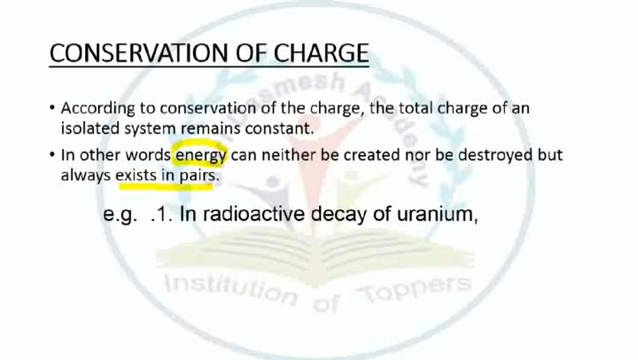 CONSERVATION OF CHARGE
• According to conservation of the charge, the total charge of an
isolated system remains constant.
• In other words energy can neither be created nor be destroyed but
always exists in pairs.
e.g. .1. In radioactive decay of uranium,
Dasmesh Academy
Institution of Toppers